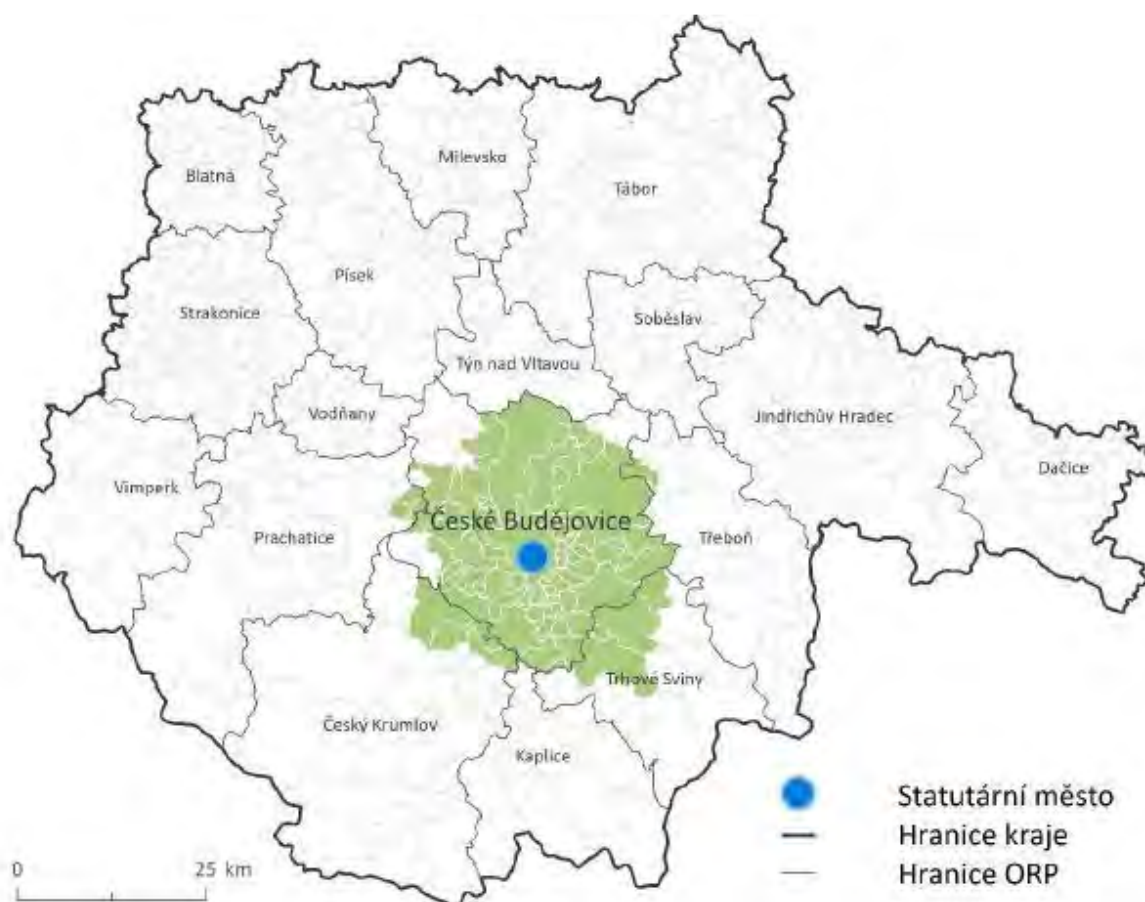 Milevsko
Blatná
Tábor
Písek
Strakonice
Soběslav
Týn nad Vltavou
Vodňany
Jindřichův Hradec
Dačice
Vimperk
České Budějovice
Prachatice
Třeboň
Trhové Sviny
Český Krumlov
Kaplice
Statutární město
Hranice kraje
0 25 km
Hranice ORP